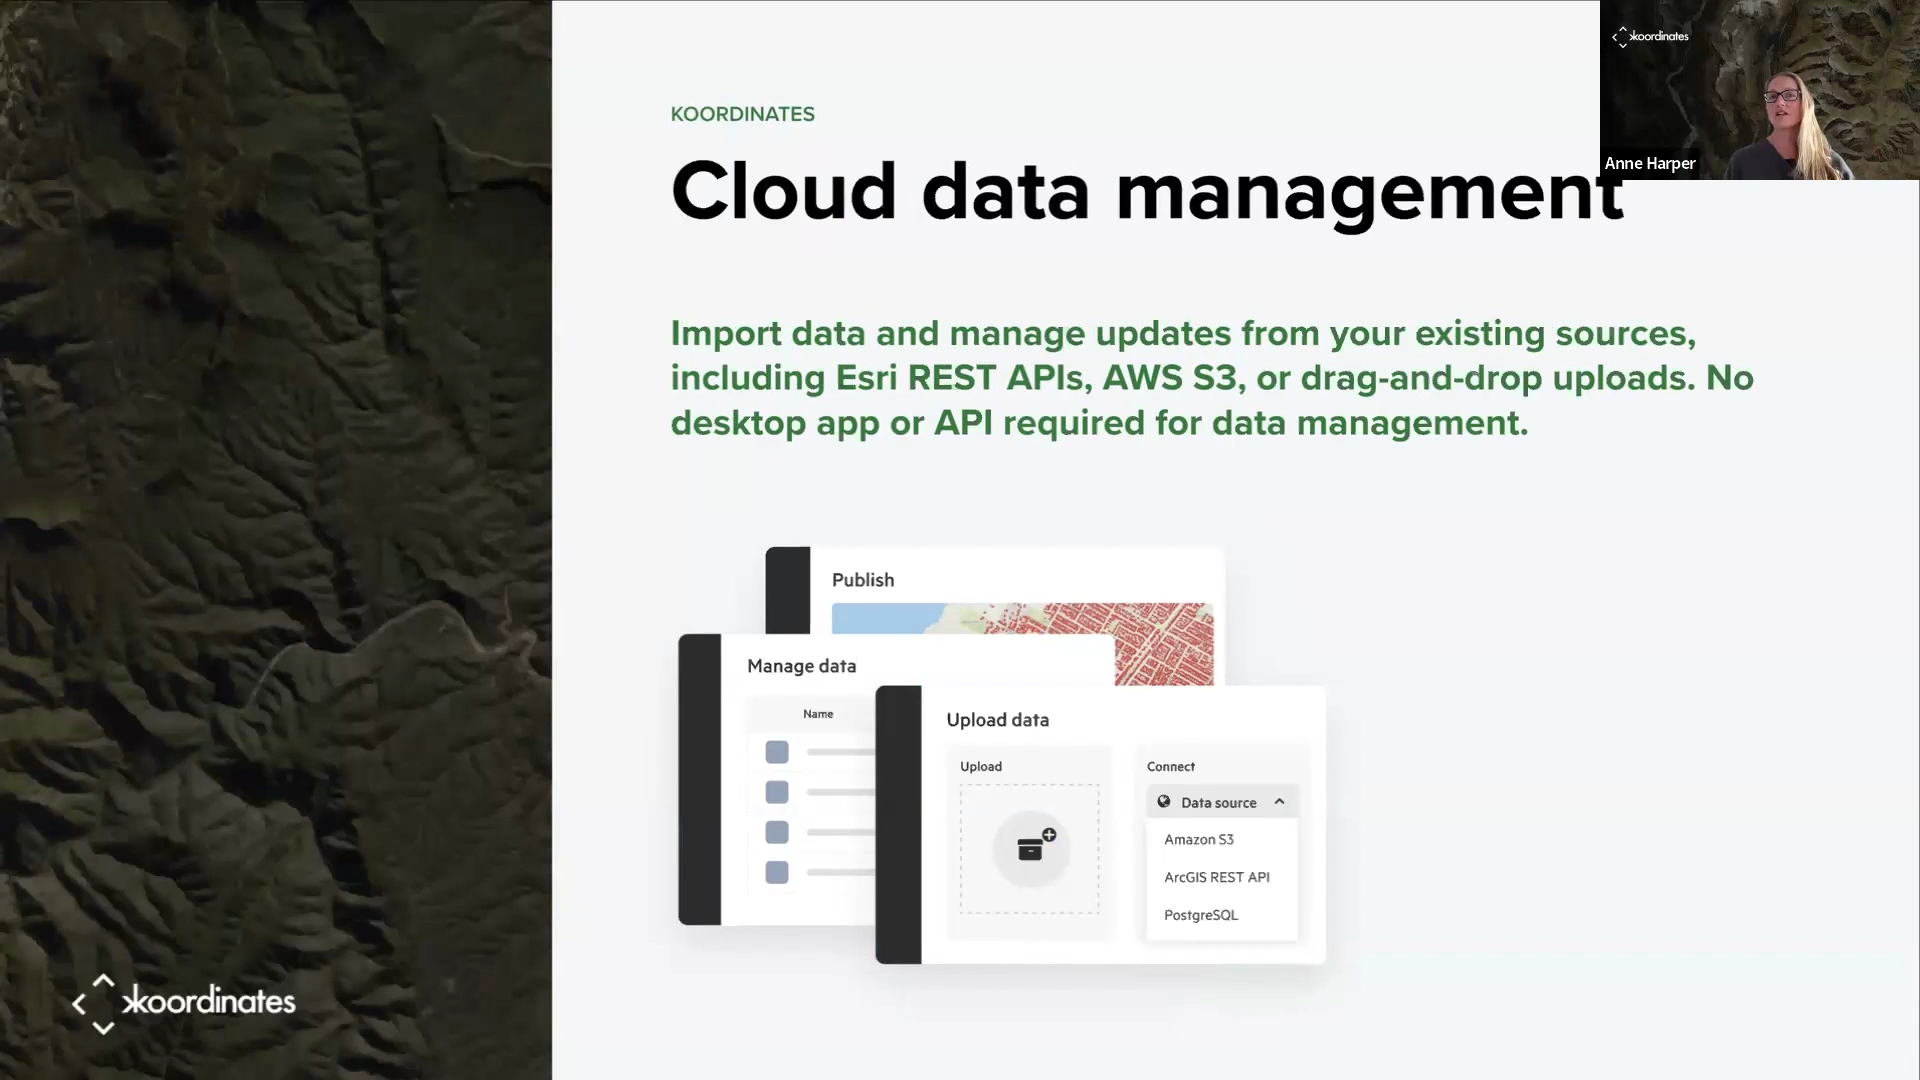 koordinates
Anne Harper
KOORDINATES
Cloud data management
Import data and manage updates from your existing sources,
including Esri REST APIs, AWS S3, or drag-and-drop uploads. No
desktop app or API required for data management.
Publish
Manage data
Name
Upload data
Upload
Connect
Data source
Amazon S3
ArcGIS REST API
PostgreSQL
koordinates